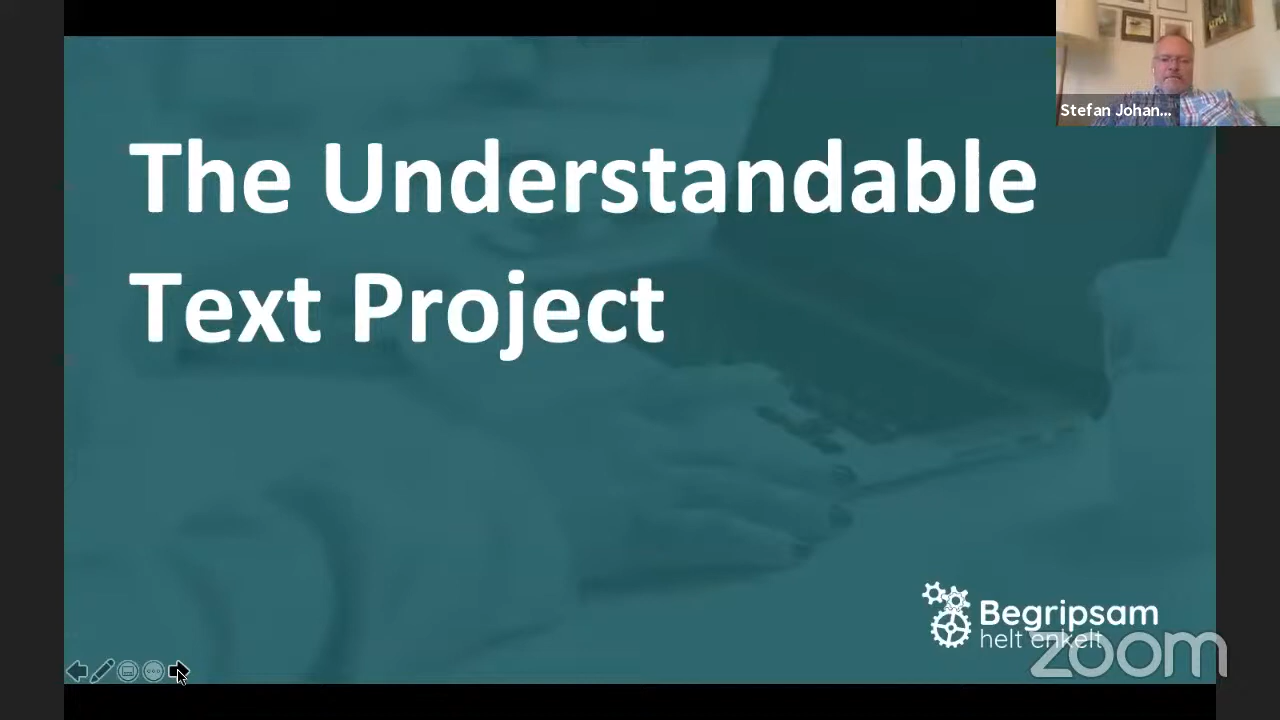 The Understandable
Text Project
Stefan Johan...
Begripsam
helt enkelt
zoom